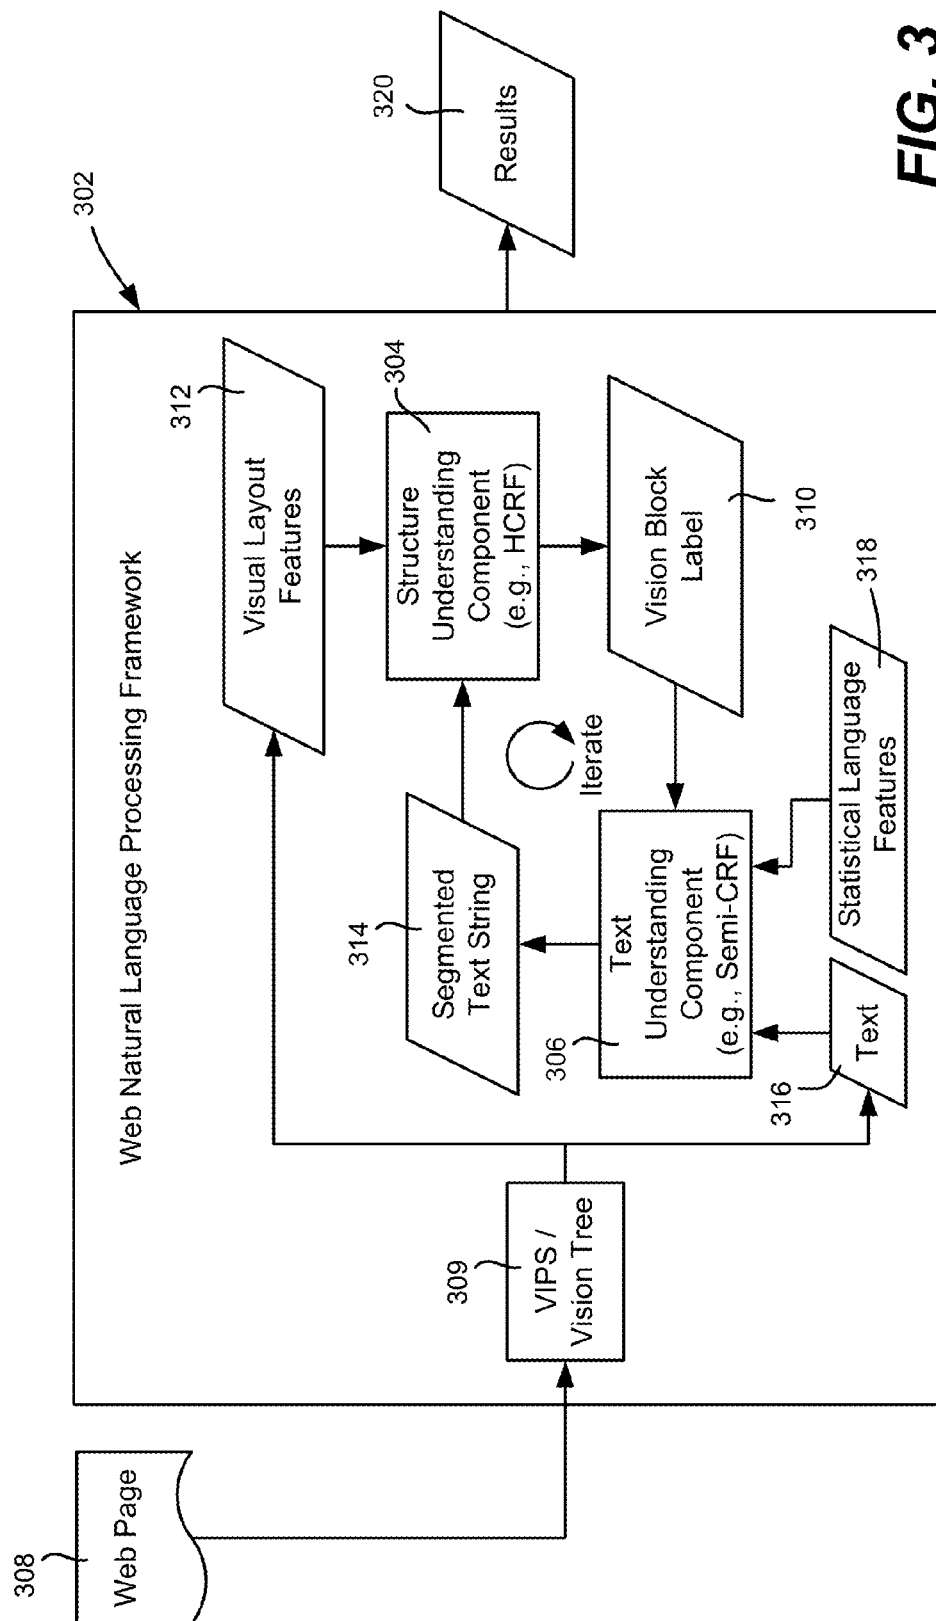 308
Web Page
302
Web Natural Language Processing Framework
309
VIPS /
Vision Tree
312
Visual Layout
Features
314
Segmented
Text String
304
Structure
Understanding
Component
(e.g., HCRF)
Iterate
306
Text
Understanding
Component
(e.g., Semi-CRF)
Vision Block
Label
310
316
Text
318
Statistical Language
Features
320
Results
FIG. 3